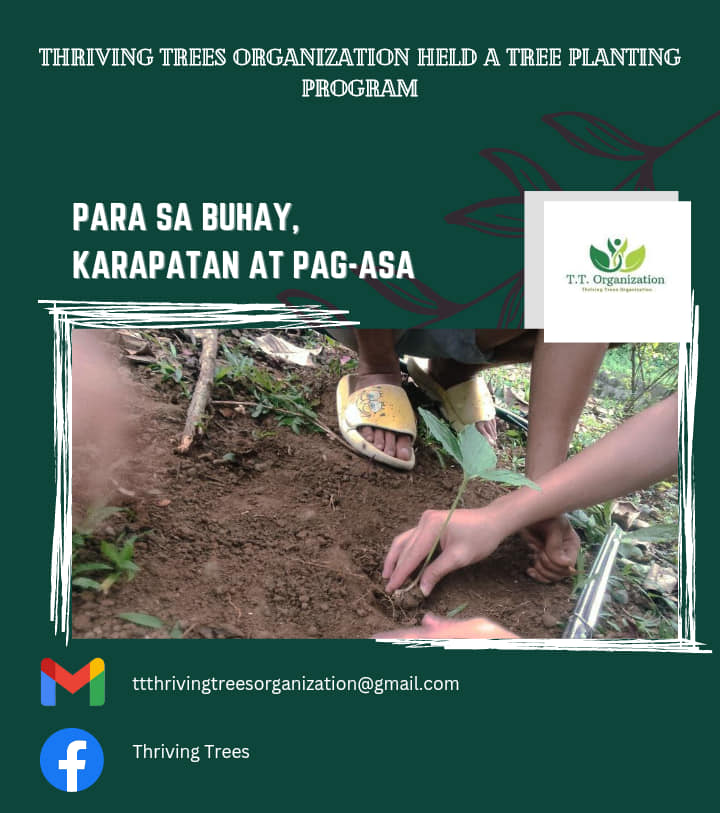 THRIVING TREES ORGANIZATION HELD A TREE PLANTING
PROGRAM
PARA SA BUHAY,
KARAPATAN AT PAG-ASA
T.T. Organization
Thriving Trees Organization
ttthrivingtreesorganization@gmail.com
Thriving Trees